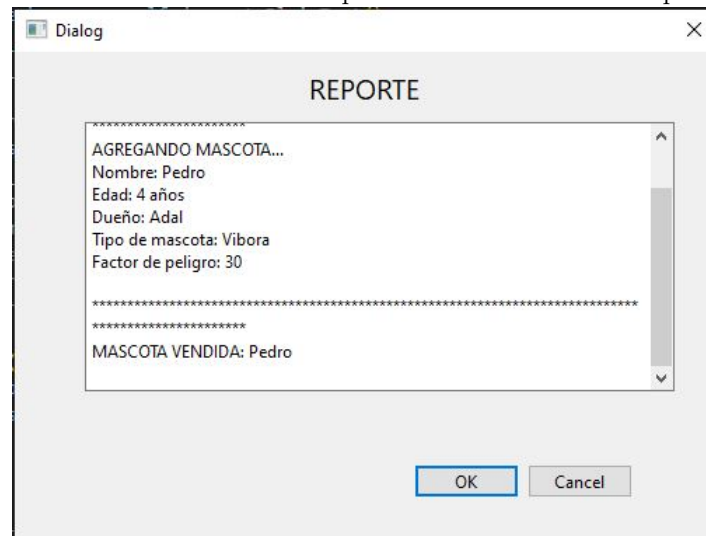 Dialog
REPORTE
**********************
AGREGANDO MASCOTA...
Nombre: Pedro
Edad: 4 años
Dueño: Adal
Tipo de mascota: Vibora
Factor de peligro: 30
******************************************************************************
**********************
MASCOTA VENDIDA: Pedro
OK
Cancel